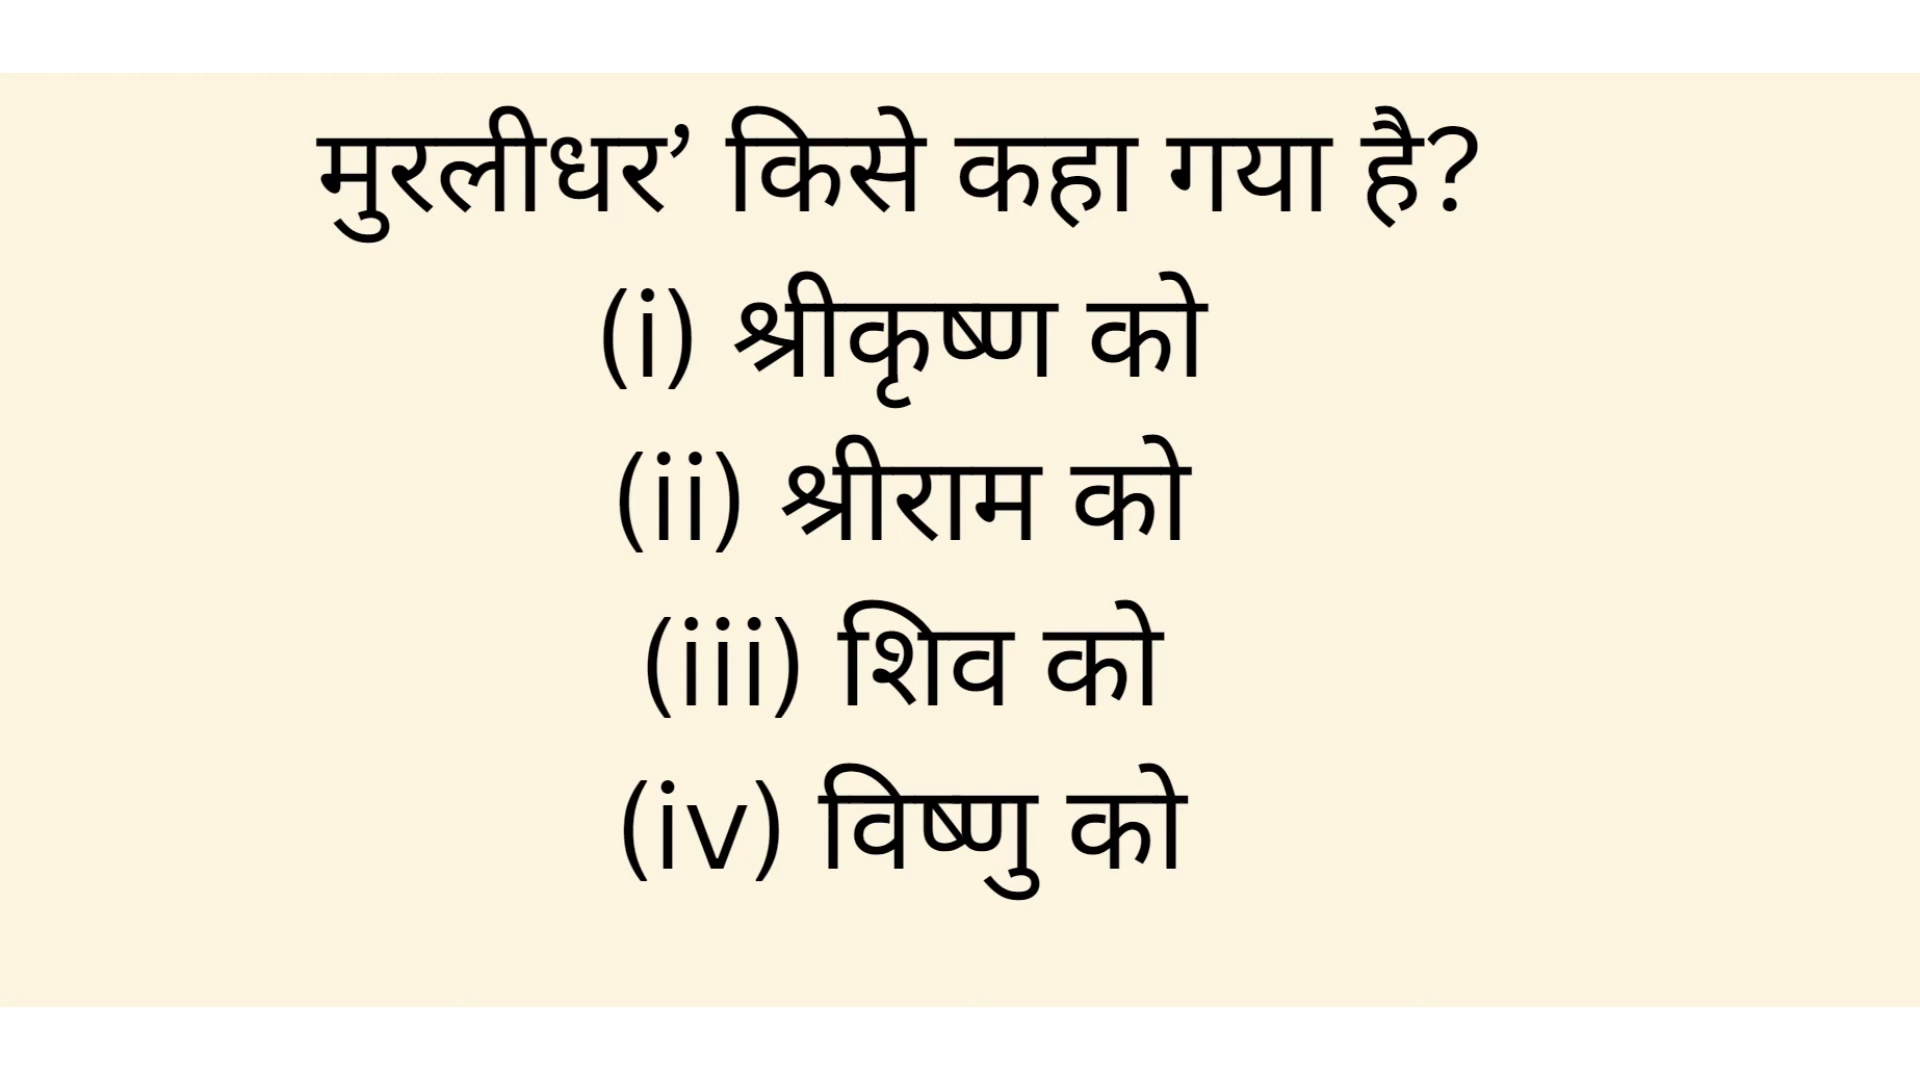 मुरलीधर’ किसे कहा गया है?
(i) श्रीकृष्ण को
(ii) श्रीराम को
(iii) शिव को
(iv) विष्णु को